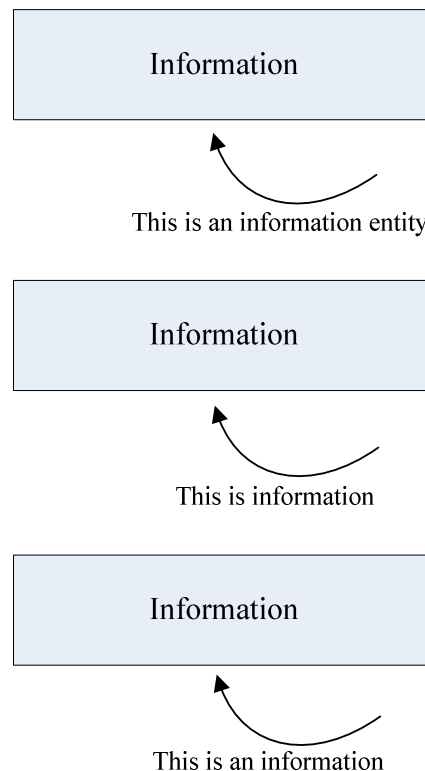 Information
This is an information entity
Information
This is information
Information
This is an information